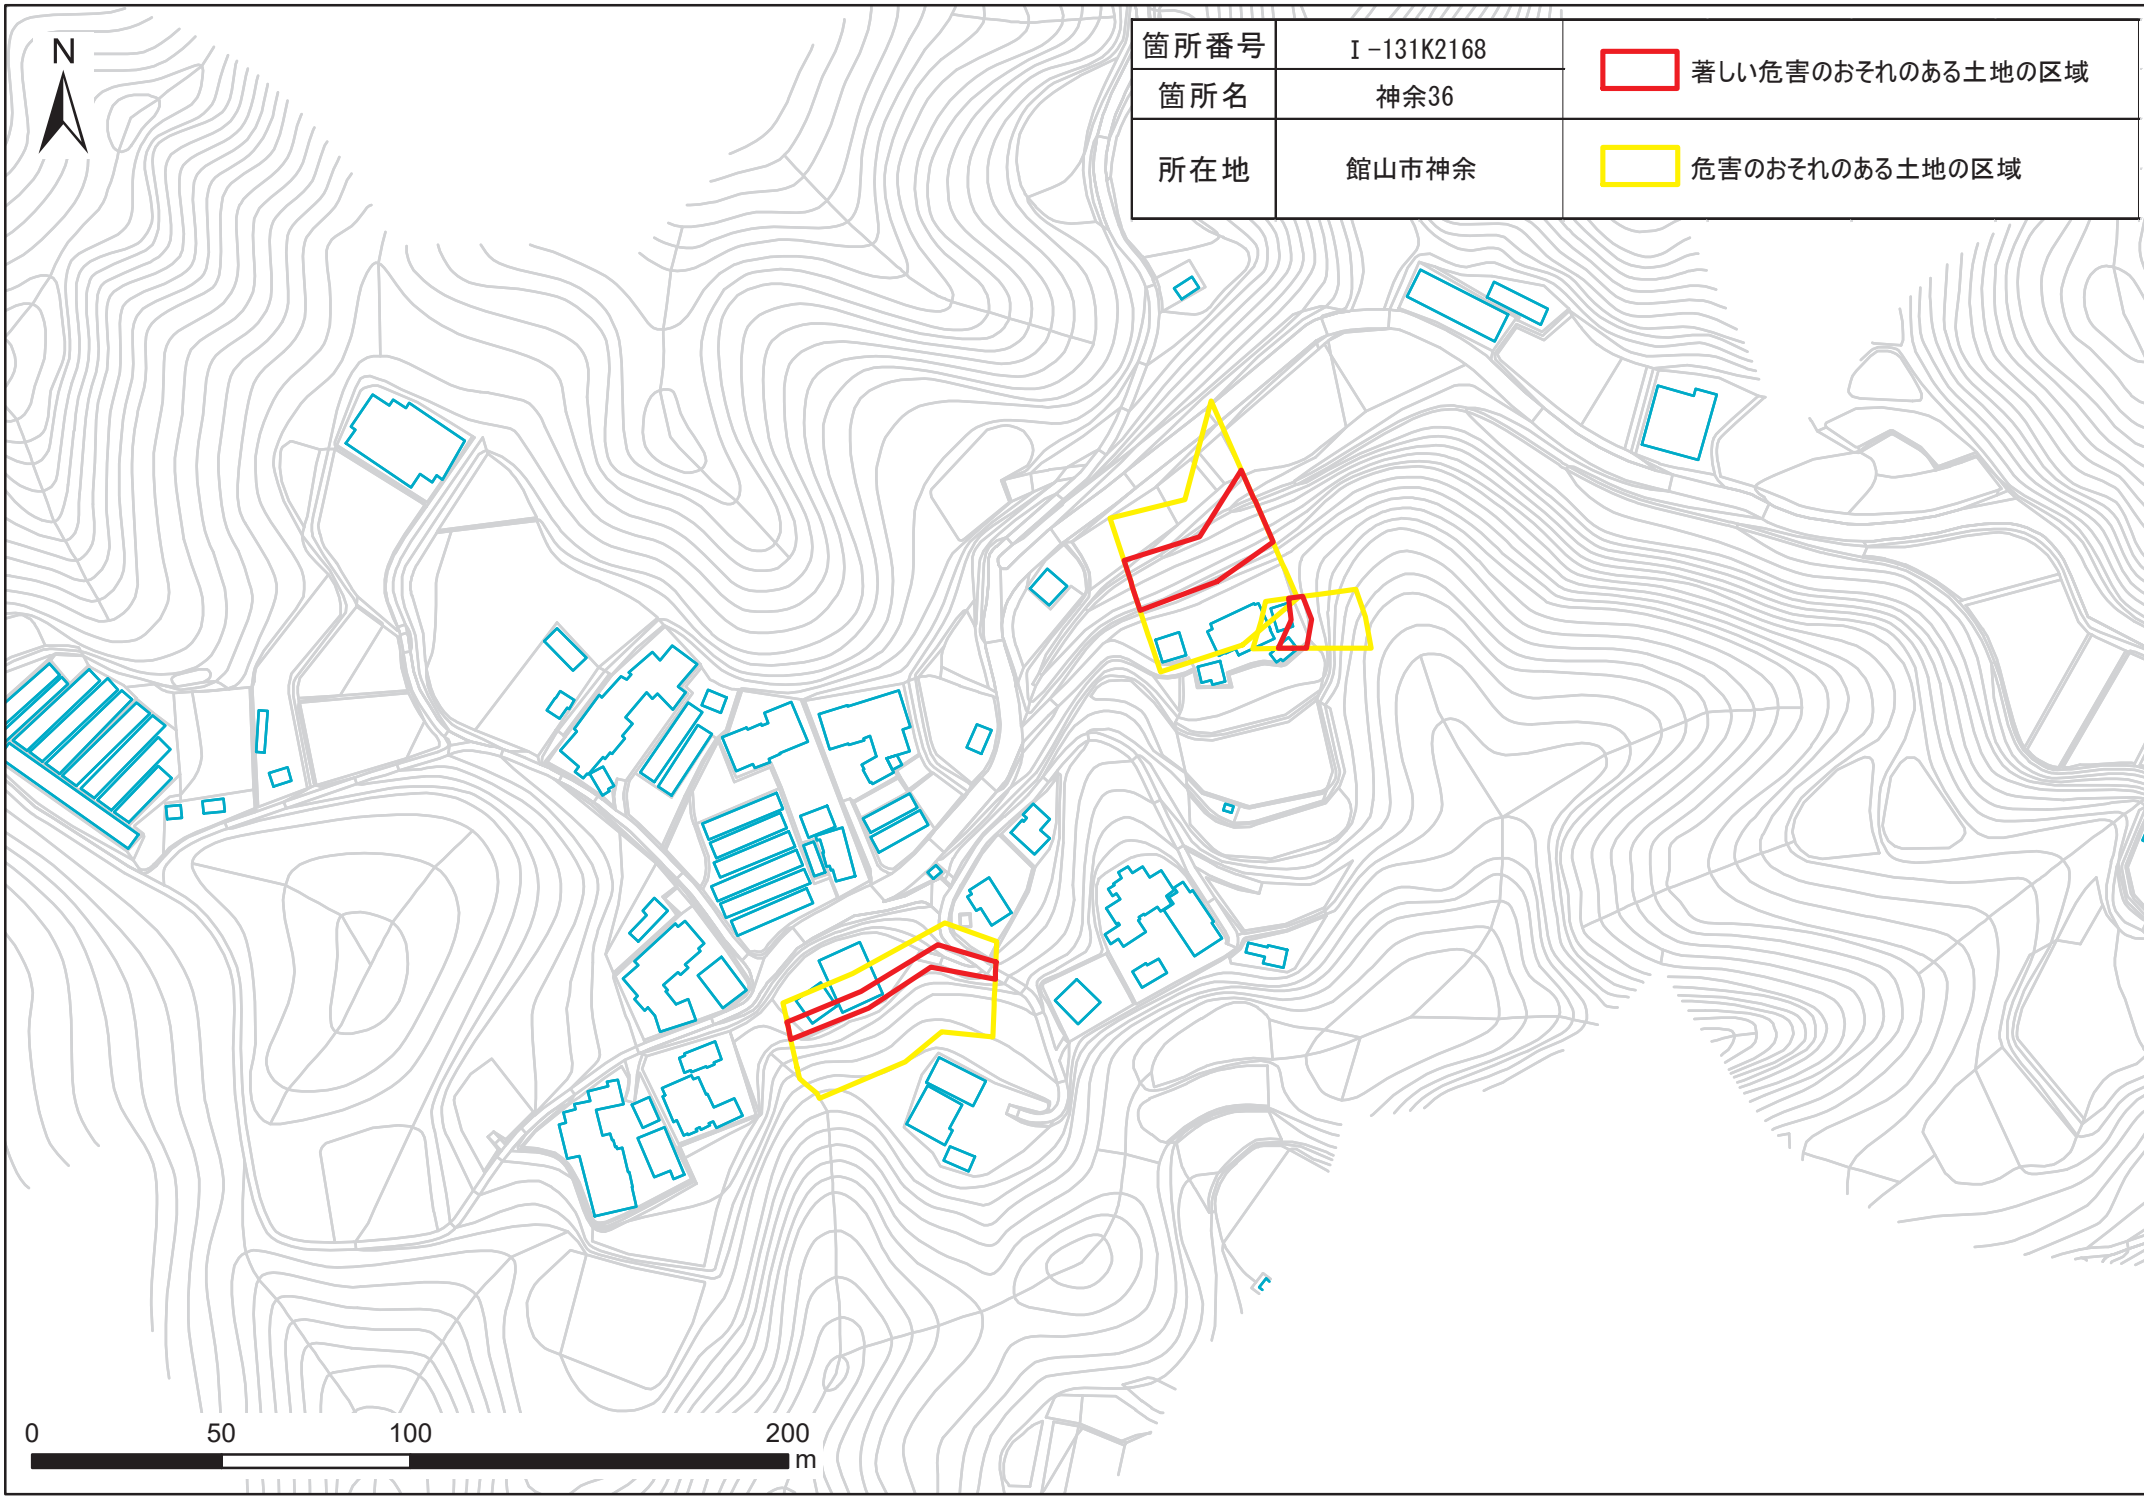 N
箇所番号 I-131K2168
著しい危害のおそれのある土地の区域
箇所名 神余36
所在地 館山市神余
危害のおそれのある土地の区域
0 50 100 200
m